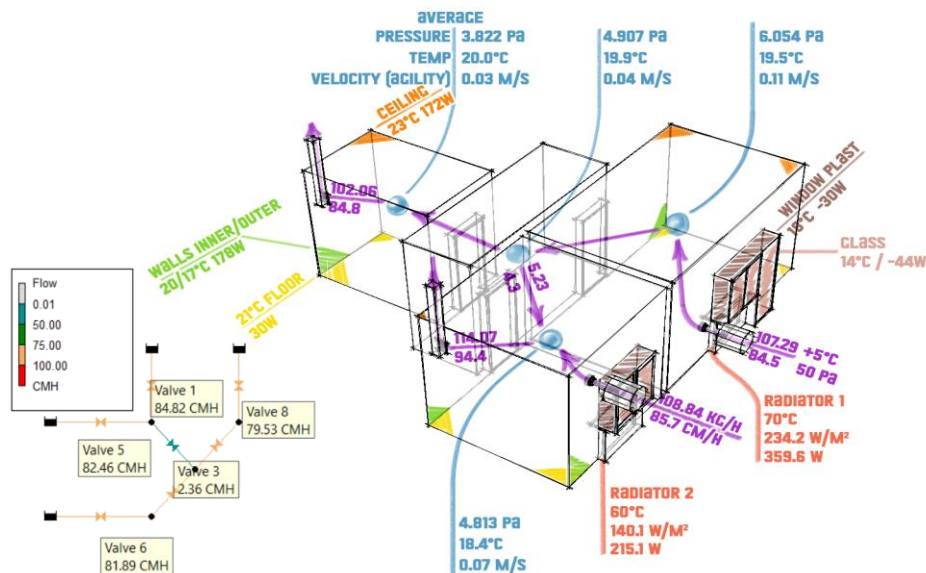 AVERAGE
PRESSURE 3.822 Pa
TEMP 20.0°C
VELOCITY (AGILITY) 0.03 M/S
4.907 Pa
19.9°C
0.04 M/S
6.054 Pa
19.5°C
0.11 M/S
CEILING
23°C 172W
WINDOW PLAST
-30W
GLASS
14°C / -44W
WALLS INNER/OUTER
20/17°C 178W
21°C FLOOR
30W
102.06
84.8
5.23
4.3
114.07
94.4
107.29 +5°C
84.5 50 Pa
108.84 KG/H
85.7 CM/H
RADIATOR 1
70°C
234.2 W/M²
359.6 W
RADIATOR 2
60°C
140.1 W/M²
215.1 W
4.813 Pa
18.4°C
0.07 M/S
Flow
0.01
50.00
75.00
100.00
CMH
Valve 1
84.82 CMH
Valve 8
79.53 CMH
Valve 5
82.46 CMH
Valve 3
2.36 CMH
Valve 6
81.89 CMH